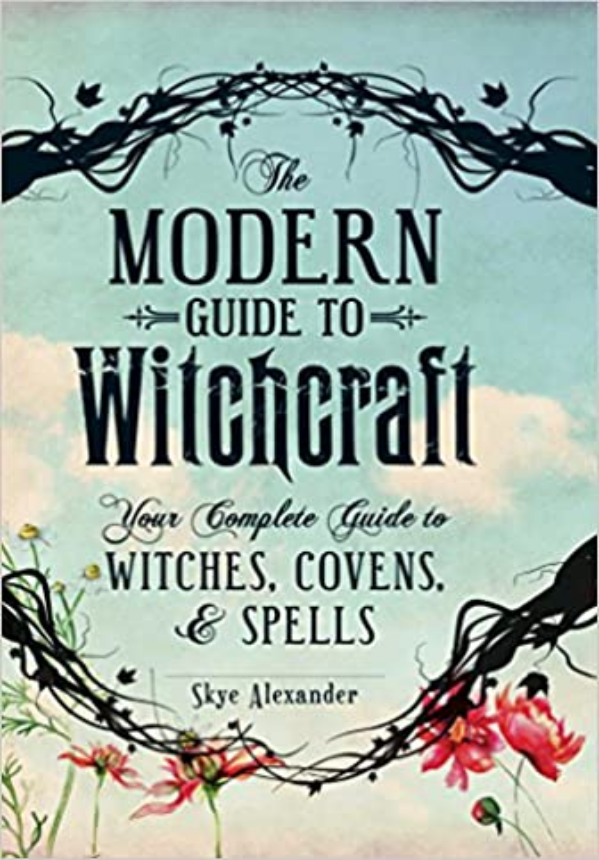 The
MODERN
GUIDE TO
Witchcraft
Your Complete Guide to
WITCHES, COVENS,
& SPELLS
Skye Alexander